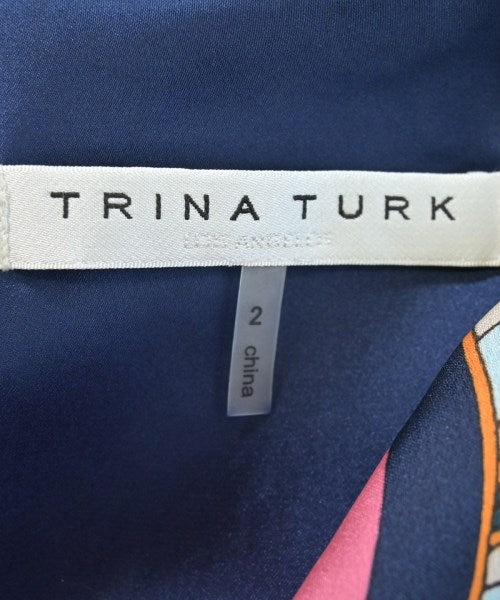 TRINA TURK
LOS ANGELES
2
china